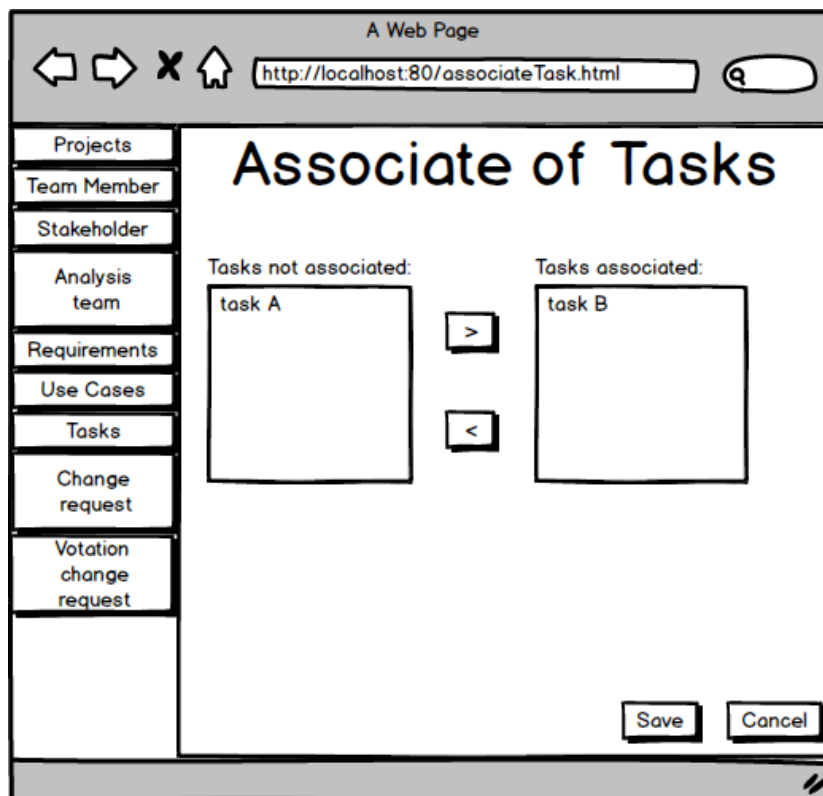 A Web Page
http://localhost:80/associateTask.html
Projects
Team Member
Stakeholder
Analysis
team
Requirements
Use Cases
Tasks
Change
request
Votation
change
request
Associate of Tasks
Tasks not associated:
task A
>
<
Tasks associated:
task B
Save
Cancel